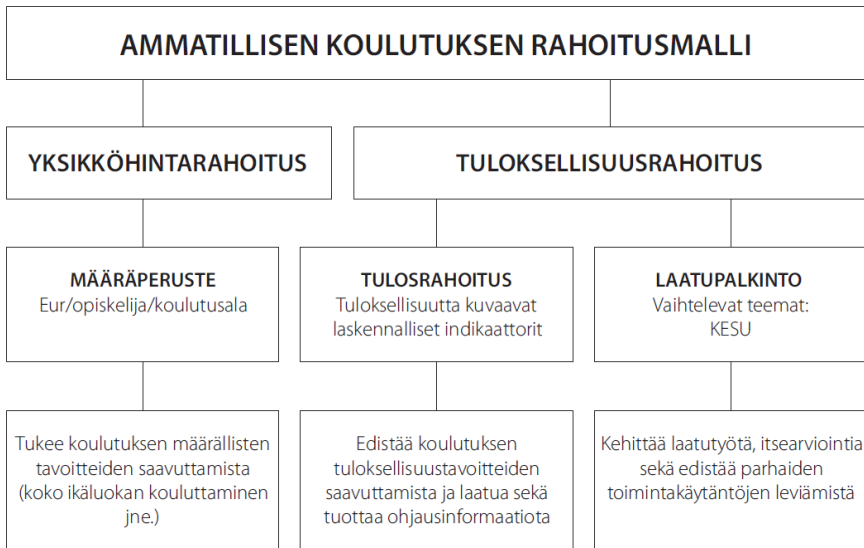 AMMATILLISEN KOULUTUKSEN RAHOITUSMALLI
YKSIKKÖHINTARAHOITUS
TULOKSELLISUUSRAHOITUS
MÄÄRÄPERUSTE
Eur/opiskelija/koulutusala
TULOSRAHOITUS
Tuloksellisuutta kuvaavat
laskennalliset indikaattorit
LAATUPALKINTO
Vaihtelevat teemat:
KESU
Tukee koulutuksen määrällisten
tavoitteiden saavuttamista
(koko ikäluokan kouluttaminen
jne.)
Edistää koulutuksen
tuloksellisuustavoitteiden
saavuttamista ja laatua sekä
tuottaa ohjausinformaatiota
Kehittää laatutyötä, itsearviointia
sekä edistää parhaiden
toimintakäytäntöjen leviämistä